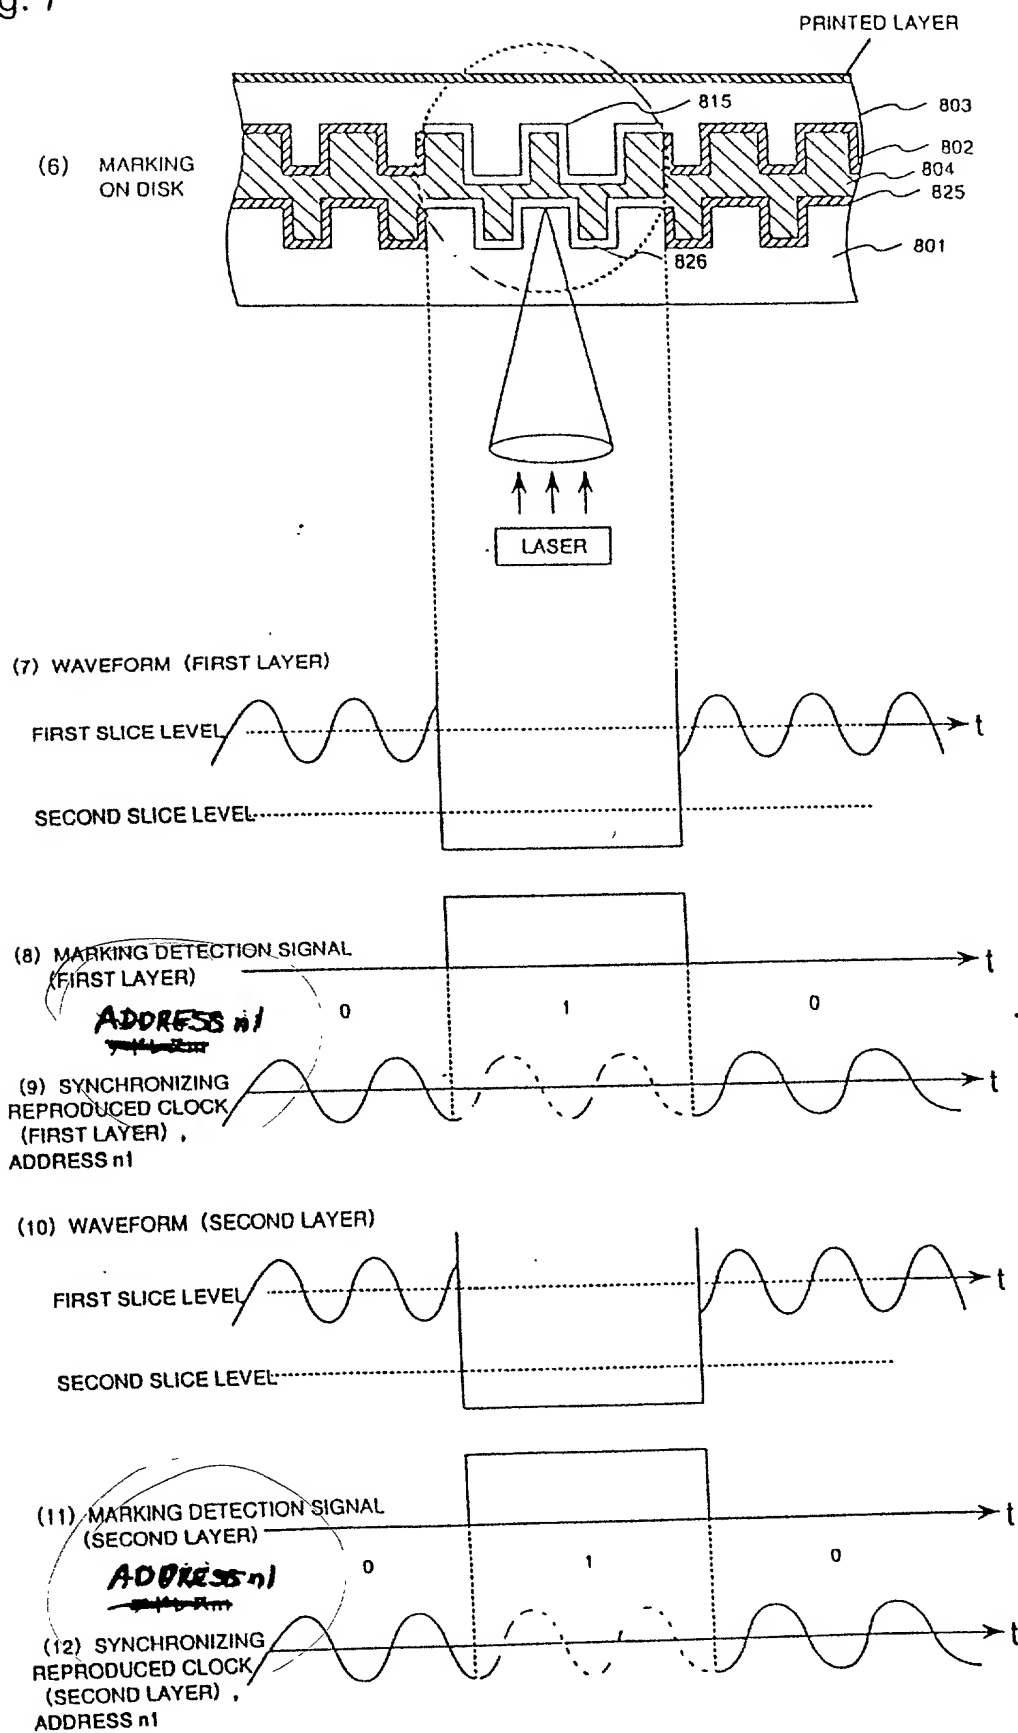 g. 7
PRINTED LAYER
815
803
802
804
825
801
826
(6) MARKING
ON DISK
LASER
(7) WAVEFORM (FIRST LAYER)
FIRST SLICE LEVEL
t
SECOND SLICE LEVEL
(8) MARKING DETECTION SIGNAL
(FIRST LAYER)
t
0 1 0
ADDRESS n1
(9) SYNCHRONIZING
REPRODUCED CLOCK
(FIRST LAYER),
ADDRESS n1
t
(10) WAVEFORM (SECOND LAYER)
FIRST SLICE LEVEL
t
SECOND SLICE LEVEL
(11) MARKING DETECTION SIGNAL
(SECOND LAYER)
t
0 1 0
ADDRESS n1
(12) SYNCHRONIZING
REPRODUCED CLOCK
(SECOND LAYER),
ADDRESS n1
t